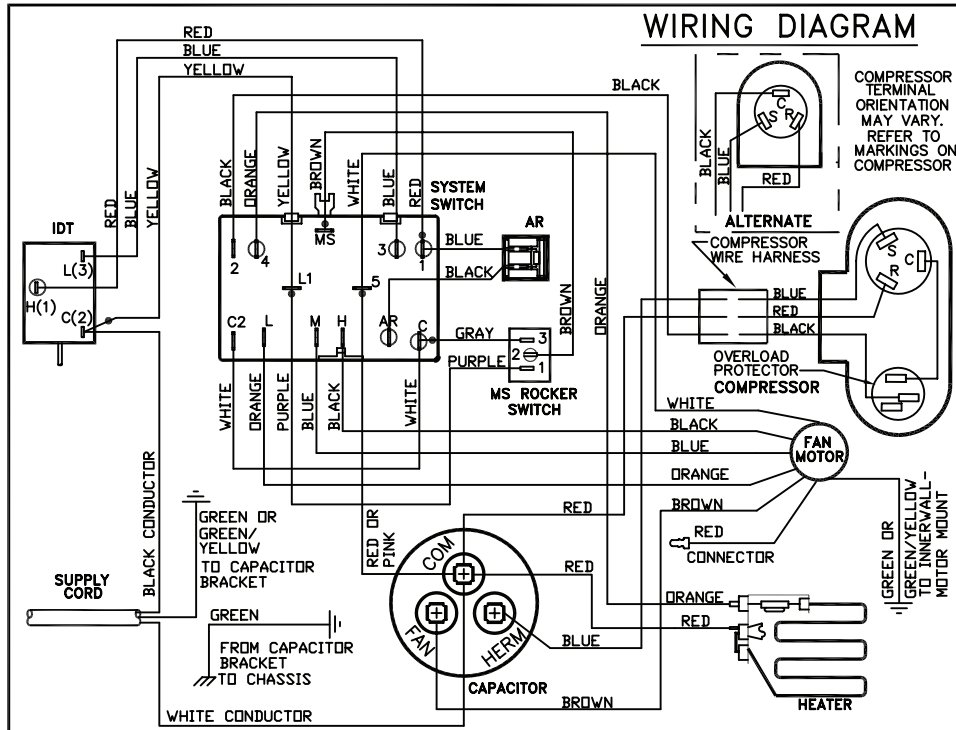 WIRING DIAGRAM
RED
BLUE
YELLOW
BLACK
COMPRESSOR
TERMINAL
ORIENTATION
MAY VARY.
REFER TO
MARKINGS ON
COMPRESSOR
C
S
R
BLACK
BLUE
RED
ALTERNATE
COMPRESSOR
WIRE HARNESS
RED
BLUE
YELLOW
BLACK
ORANGE
YELLOW
BROWN
WHITE
BLUE
RED
SYSTEM
SWITCH
IDT
L(3)
H(1)
C(2)
2
4
MS
3
1
L1
5
C2
L
M
H
AR
C
BLUE
BLACK
AR
BROWN
ORANGE
GRAY
PURPLE
3
2
1
MS ROCKER
SWITCH
S
R
C
BLUE
RED
BLACK
OVERLOAD
PROTECTOR
COMPRESSOR
WHITE
ORANGE
PURPLE
BLUE
BLACK
WHITE
WHITE
BLACK
BLUE
ORANGE
BROWN
RED
FAN
MOTOR
RED
CONNECTOR
GREEN OR
GREEN/YELLOW
TO INNERWALL-
MOTOR MOUNT
BLACK CONDUCTOR
GREEN OR
GREEN/
YELLOW
TO CAPACITOR
BRACKET
RED OR
PINK
SUPPLY
CORD
GREEN
FROM CAPACITOR
BRACKET
TO CHASSIS
WHITE CONDUCTOR
COM
FAN
HERM
CAPACITOR
RED
BLUE
BROWN
ORANGE
RED
HEATER